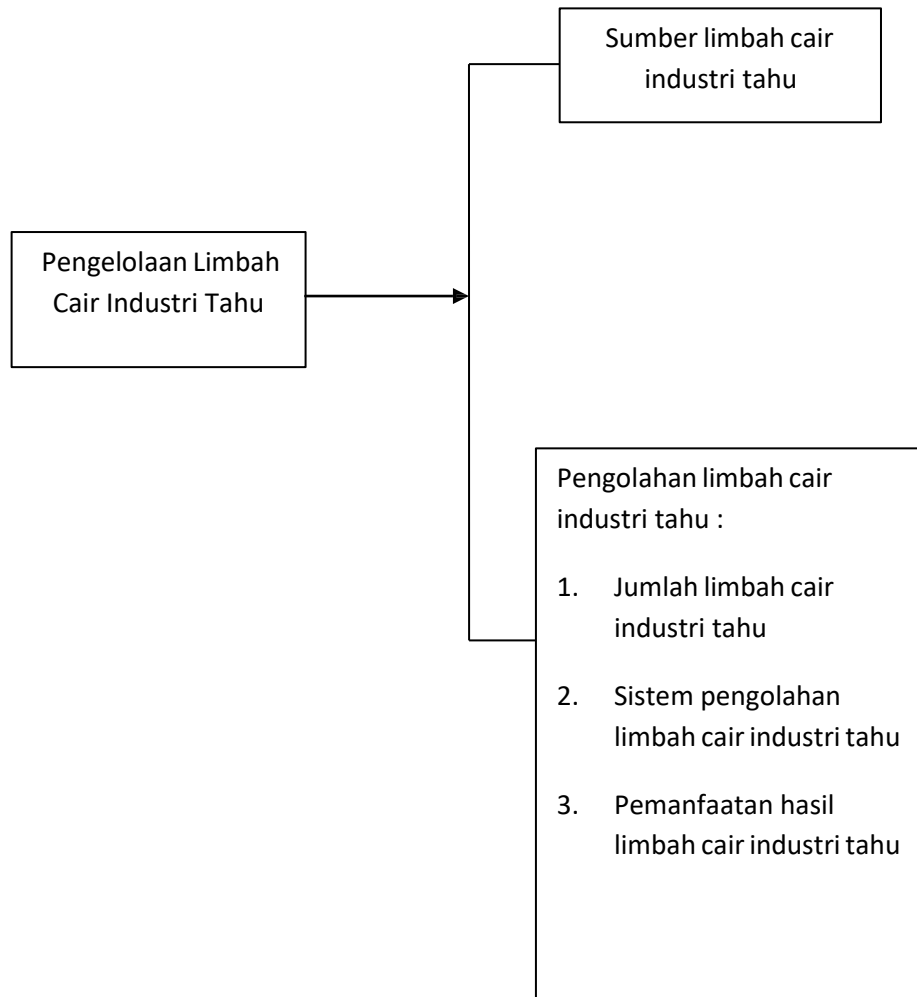 Sumber limbah cair
industri tahu
Pengelolaan Limbah
Cair Industri Tahu
Pengolahan limbah cair
industri tahu :
1. Jumlah limbah cair
industri tahu
2. Sistem pengolahan
limbah cair industri tahu
3. Pemanfaatan hasil
limbah cair industri tahu